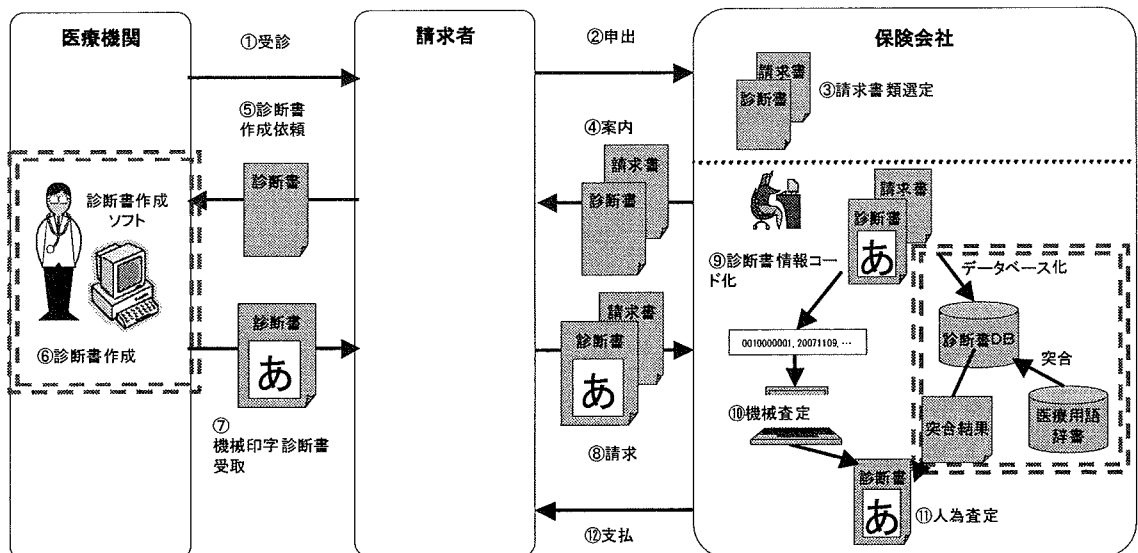 医療機関
請求者
保険会社
①受診
②申出
請求書
診断書
③請求書類選定
⑤診断書
作成依頼
④案内
診断書作成
ソフト
診断書
請求書
診断書
請求書
診断書
あ
⑨診断書情報コー
ド化
データベース化
診断書DB
突合
医療用語
辞書
突合結果
0010000001, 20071109, …
⑥診断書作成
診断書
あ
請求書
診断書
あ
⑩機械査定
⑦
機械印字診断書
受取
⑧請求
診断書
あ
⑪人為査定
⑫支払